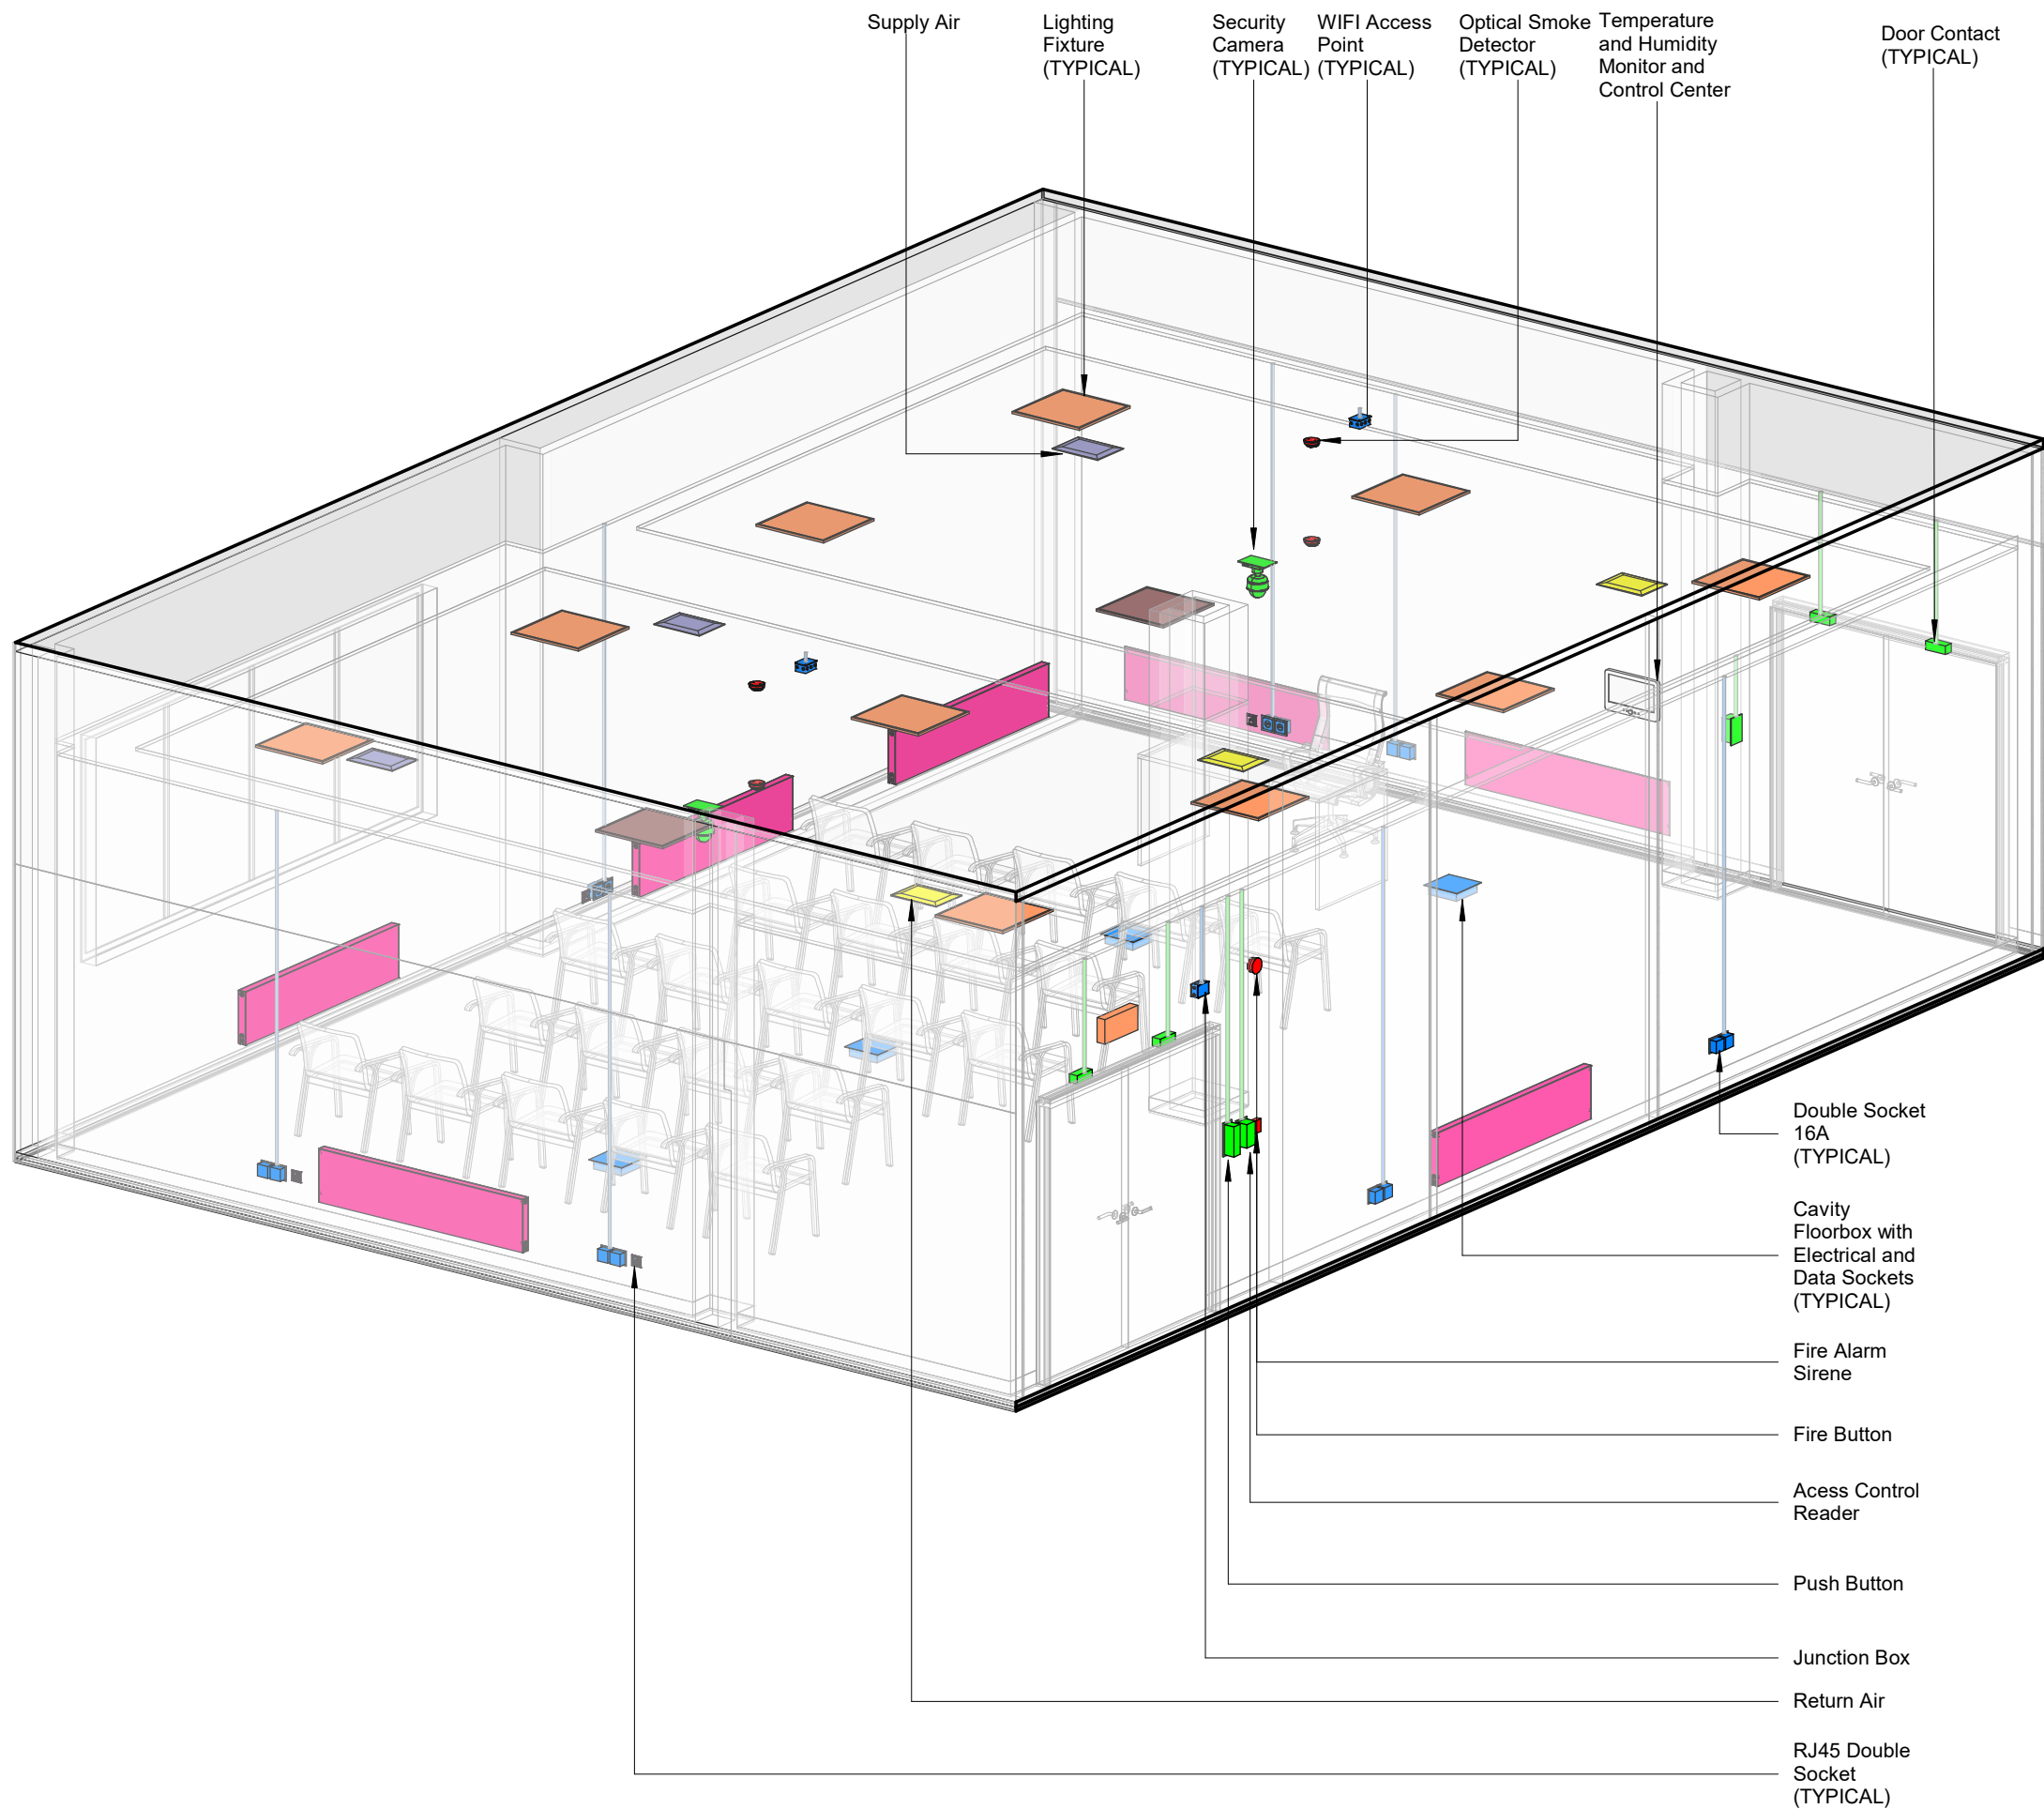 Supply Air
Lighting
Fixture
(TYPICAL)
Security
Camera
(TYPICAL)
WIFI Access
Point
(TYPICAL)
Optical Smoke
Detector
(TYPICAL)
Temperature
and Humidity
Monitor and
Control Center
Door Contact
(TYPICAL)
Double Socket
16A
(TYPICAL)
Cavity
Floorbox with
Electrical and
Data Sockets
(TYPICAL)
Fire Alarm
Sirene
Fire Button
Acess Control
Reader
Push Button
Junction Box
Return Air
RJ45 Double
Socket
(TYPICAL)